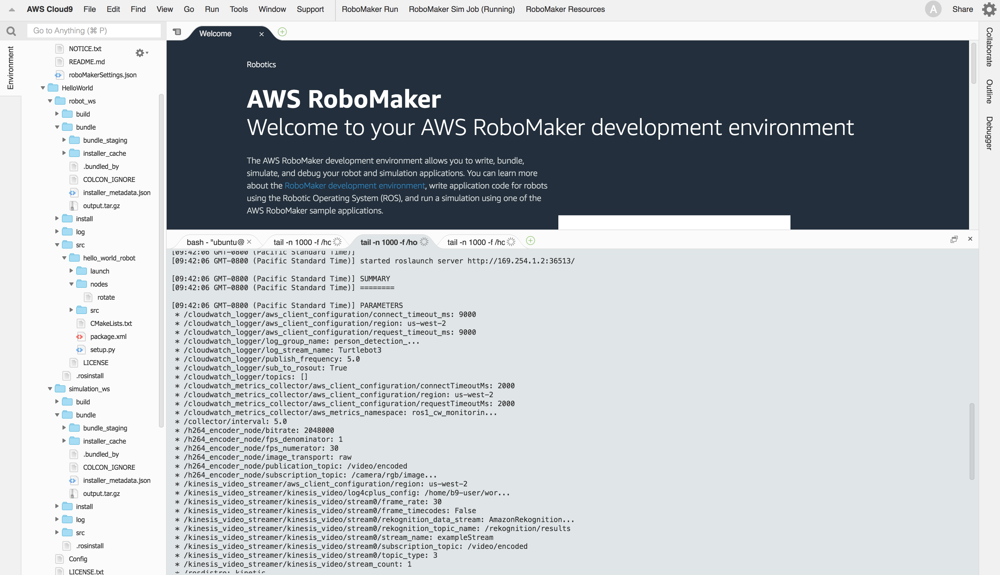 AWS Cloud9 File Edit Find View Go Run Tools Window Support RoboMaker Run RoboMaker Sim Job (Running) RoboMaker Resources A Share
Go to Anything (⌘ P)
Environment
NOTICE.txt
README.md
roboMakerSettings.json
HelloWorld
robot_ws
build
bundle
bundle_staging
installer_cache
.bundled_by
COLCON_IGNORE
installer_metadata.json
output.tar.gz
install
log
src
hello_world_robot
launch
nodes
rotate
src
CMakeLists.txt
package.xml
setup.py
LICENSE
.rosinstall
simulation_ws
build
bundle
bundle_staging
installer_cache
.bundled_by
COLCON_IGNORE
installer_metadata.json
output.tar.gz
install
log
src
.rosinstall
Config
LICENSE.txt
Welcome
Robotics
AWS RoboMaker
Welcome to your AWS RoboMaker development environment
The AWS RoboMaker development environment allows you to write, bundle,
simulate, and debug your robot and simulation applications. You can learn more
about the RoboMaker development environment, write application code for robots
using the Robotic Operating System (ROS), and run a simulation using one of the
AWS RoboMaker sample applications.
bash - "ubuntu@ tail -n 1000 -f /ho tail -n 1000 -f /ho tail -n 1000 -f /ho
[09:42:06 GMT-0800 (Pacific Standard Time)]
[09:42:06 GMT-0800 (Pacific Standard Time)] started roslaunch server http://169.254.1.2:36513/
[09:42:06 GMT-0800 (Pacific Standard Time)] SUMMARY
[09:42:06 GMT-0800 (Pacific Standard Time)] ========
[09:42:06 GMT-0800 (Pacific Standard Time)] PARAMETERS
* /cloudwatch_logger/aws_client_configuration/connect_timeout_ms: 9000
* /cloudwatch_logger/aws_client_configuration/region: us-west-2
* /cloudwatch_logger/aws_client_configuration/request_timeout_ms: 9000
* /cloudwatch_logger/log_group_name: person_detection_...
* /cloudwatch_logger/log_stream_name: Turtlebot3
* /cloudwatch_logger/publish_frequency: 5.0
* /cloudwatch_logger/sub_to_rosout: True
* /cloudwatch_logger/topics: []
* /cloudwatch_metrics_collector/aws_client_configuration/connectTimeoutMs: 2000
* /cloudwatch_metrics_collector/aws_client_configuration/region: us-west-2
* /cloudwatch_metrics_collector/aws_client_configuration/requestTimeoutMs: 2000
* /cloudwatch_metrics_collector/aws_metrics_namespace: ros1_cw_monitorin...
* /collector/interval: 5.0
* /h264_encoder_node/bitrate: 2048000
* /h264_encoder_node/fps_denominator: 1
* /h264_encoder_node/fps_numerator: 30
* /h264_encoder_node/image_transport: raw
* /h264_encoder_node/publication_topic: /video/encoded
* /h264_encoder_node/subscription_topic: /camera/rgb/image...
* /kinesis_video_streamer/aws_client_configuration/region: us-west-2
* /kinesis_video_streamer/kinesis_video/log4cplus_config: /home/b9-user/wor...
* /kinesis_video_streamer/kinesis_video/stream0/frame_rate: 30
* /kinesis_video_streamer/kinesis_video/stream0/frame_timecodes: False
* /kinesis_video_streamer/kinesis_video/stream0/rekognition_data_stream: AmazonRekognition...
* /kinesis_video_streamer/kinesis_video/stream0/rekognition_topic_name: /rekognition/results
* /kinesis_video_streamer/kinesis_video/stream0/stream_name: exampleStream
* /kinesis_video_streamer/kinesis_video/stream0/subscription_topic: /video/encoded
* /kinesis_video_streamer/kinesis_video/stream0/topic_type: 3
* /kinesis_video_streamer/kinesis_video/stream_count: 1
* /rosdistro: kinetic
Collaborate
Outline
Debugger